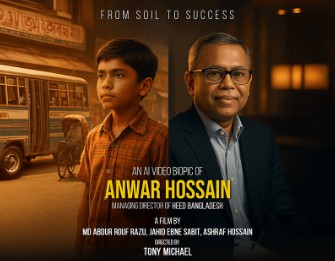 FROM SOIL TO SUCCESS
AN AI VIDEO BIOPIC OF
ANWAR HOSSAIN
MANAGING DIRECTOR OF HEED BANGLADESH
A FILM BY
MD ABDUR ROUF RAZU, JAHID EBNE SABIT, ASHRAF HOSSAIN
DIRECTED BY
TONY MICHAEL